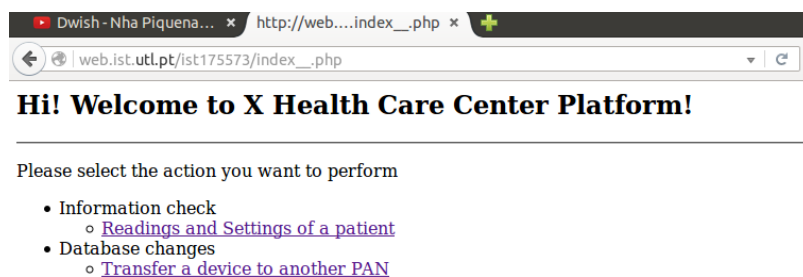 Dwish - Nha Piquena... × http://web....index__.php ×
web.ist.utl.pt/ist175573/index__.php
Hi! Welcome to X Health Care Center Platform!
Please select the action you want to perform
• Information check
◦ Readings and Settings of a patient
• Database changes
◦ Transfer a device to another PAN